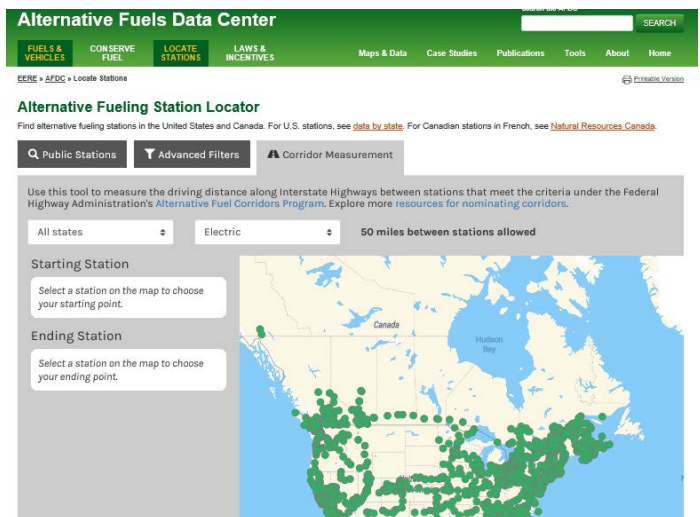 Alternative Fuels Data Center
SEARCH
FUELS & VEHICLES
CONSERVE FUEL
LOCATE STATIONS
LAWS & INCENTIVES
Maps & Data
Case Studies
Publications
Tools
About
Home
EERE » AFDC » Locate Stations
Printable Version
Alternative Fueling Station Locator
Find alternative fueling stations in the United States and Canada. For U.S. stations, see data by state. For Canadian stations in French, see Natural Resources Canada.
Public Stations
Advanced Filters
Corridor Measurement
Use this tool to measure the driving distance along Interstate Highways between stations that meet the criteria under the Federal
Highway Administration's Alternative Fuel Corridors Program. Explore more resources for nominating corridors.
All states
Electric
50 miles between stations allowed
Starting Station
Select a station on the map to choose
your starting point.
Ending Station
Select a station on the map to choose
your ending point.
Canada
Hudson
Bay